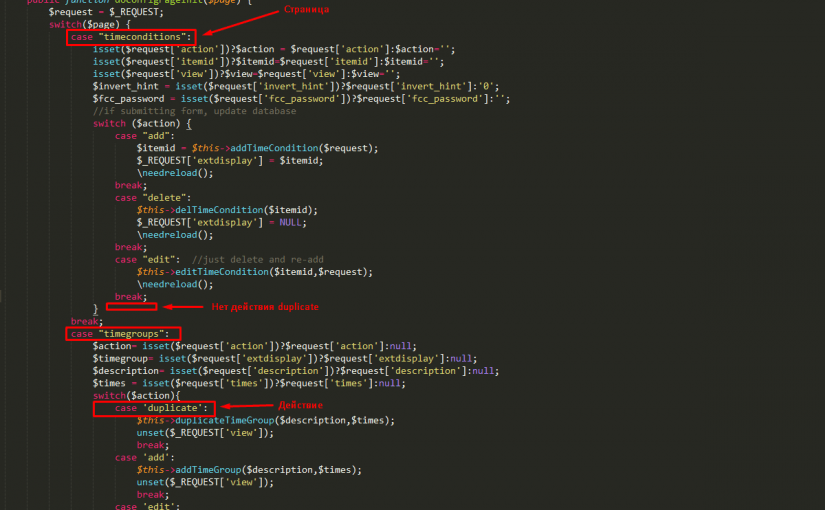 public function doConfigPageInit($page) {
$request = $_REQUEST;
switch($page) {
Страница
case "timeconditions":
isset($request['action'])?$action = $request['action']:$action='';
isset($request['itemid'])?$itemid=$request['itemid']:$itemid='';
isset($request['view'])?$view=$request['view']:$view='';
$invert_hint = isset($request['invert_hint'])?$request['invert_hint']:'0';
$fcc_password = isset($request['fcc_password'])?$request['fcc_password']:'';
//if submitting form, update database
switch ($action) {
case "add":
$itemid = $this->addTimeCondition($request);
$_REQUEST['extdisplay'] = $itemid;
\needreload();
break;
case "delete":
$this->delTimeCondition($itemid);
$_REQUEST['extdisplay'] = NULL;
\needreload();
break;
case "edit":  //just delete and re-add
$this->editTimeCondition($itemid,$request);
\needreload();
break;
Нет действия duplicate
}
break;
case "timegroups":
$action= isset($request['action'])?$request['action']:null;
$timegroup= isset($request['extdisplay'])?$request['extdisplay']:null;
$description= isset($request['description'])?$request['description']:null;
$times = isset($request['times'])?$request['times']:null;
switch($action){
case 'duplicate': Действие
$this->duplicateTimeGroup($description,$times);
unset($_REQUEST['view']);
break;
case 'add':
$this->addTimeGroup($description,$times);
unset($_REQUEST['view']);
break;
case 'edit':